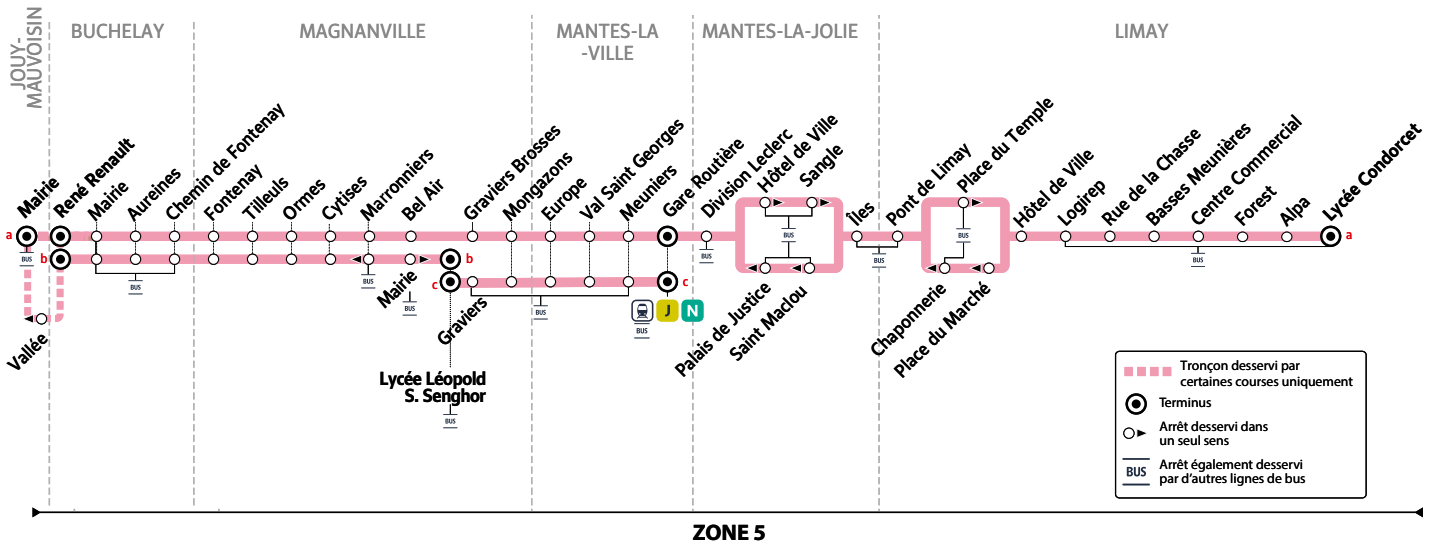 JOUY-
MAUVOISIN
BUCHELAY
MAGNANVILLE
MANTES-LA
-VILLE
MANTES-LA-JOLIE
LIMAY
Mairie
René Renault
Mairie
Aureines
Chemin de Fontenay
Fontenay
Tilleuls
Ormes
Cytises
Marronniers
Bel Air
Graviers Brosses
Mongazons
Europe
Val Saint Georges
Meuniers
Gare Routière
Division Leclerc
Hôtel de Ville
Sangle
Îles
Pont de Limay
Place du Temple
Hôtel de Ville
Logirep
Rue de la Chasse
Basses Meunières
Centre Commercial
Forest
Alpa
Lycée Condorcet
a
a
BUS
BUS
BUS
BUS
BUS
b
b
BUS
BUS
BUS
BUS
c
c
Mairie
BUS
Graviers
BUS
J
N
BUS
Vallée
Palais de Justice
Saint Maclou
Chaponnerie
Place du Marché
Lycée Léopold
S. Senghor
BUS
Tronçon desservi par
certaines courses uniquement
Terminus
Arrêt desservi dans
un seul sens
BUS
Arrêt également desservi
par d'autres lignes de bus
ZONE 5